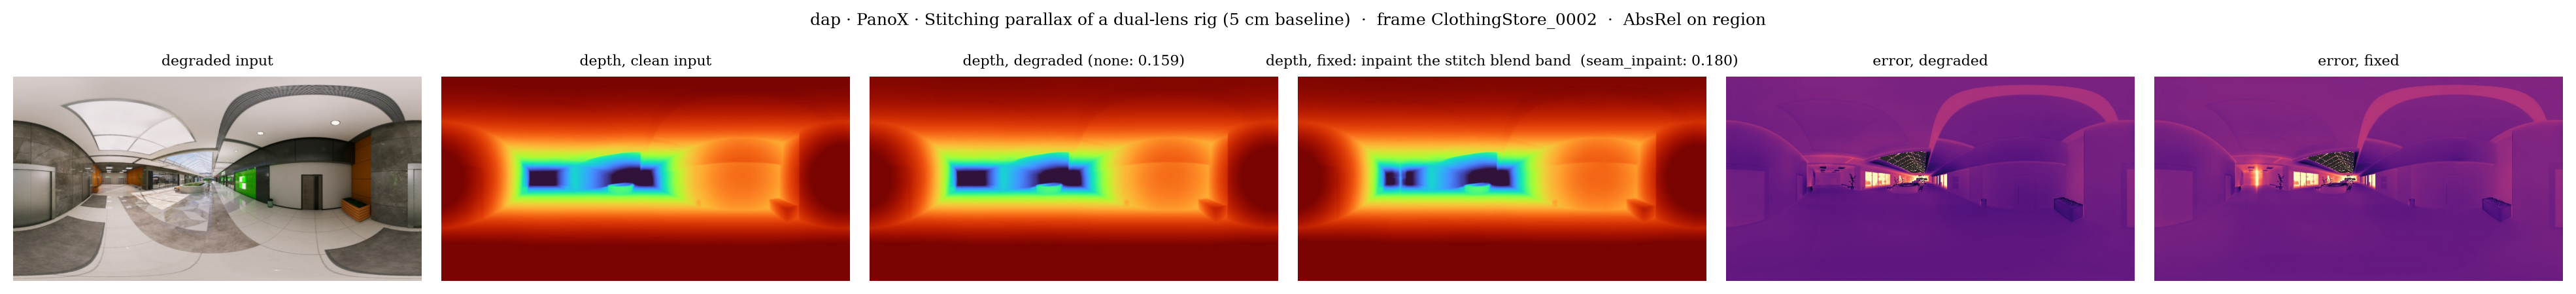 dap · PanoX · Stitching parallax of a dual-lens rig (5 cm baseline) · frame ClothingStore_0002 · AbsRel on region
degraded input
depth, clean input
depth, degraded (none: 0.159)
depth, fixed: inpaint the stitch blend band (seam_inpaint: 0.180)
error, degraded
error, fixed